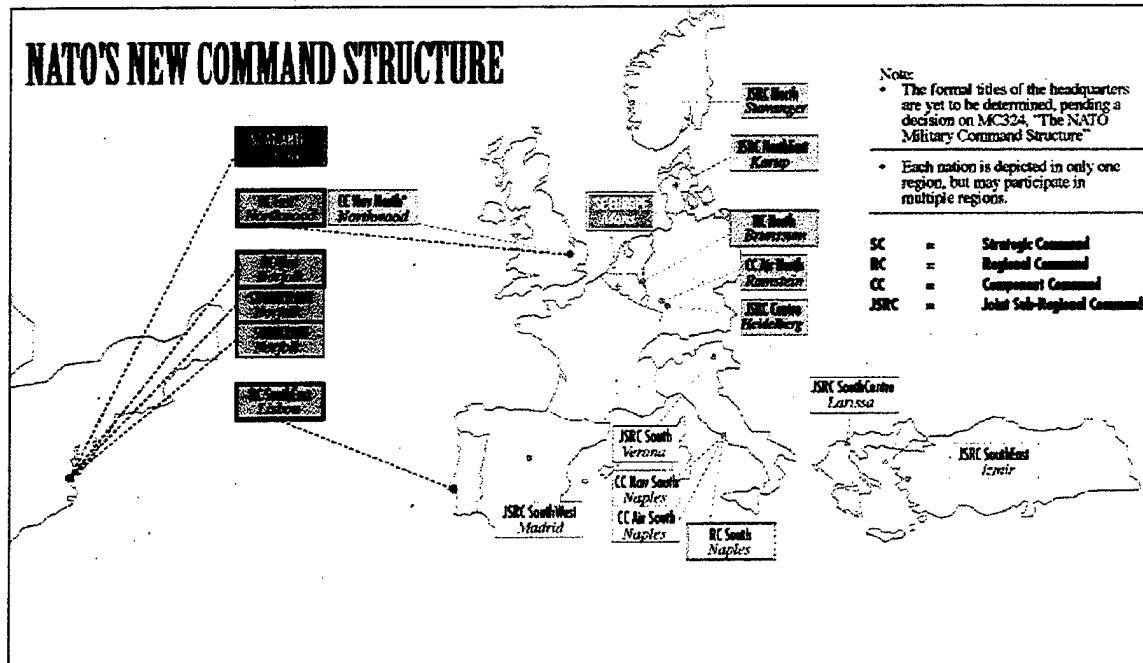 NATO'S NEW COMMAND STRUCTURE
Note:
• The formal titles of the headquarters
are yet to be determined, pending a
decision on MC324, "The NATO
Military Command Structure"
• Each nation is depicted in only one
region, but may participate in
multiple regions.
SC = Strategic Command
RC = Regional Command
CC = Component Command
JSRC = Joint Sub-Regional Command
JSRC North
Stavanger
JSRC NorthEast
Karup
RC North
Brunssum
CC Air North
Ramstein
JSRC Centre
Heidelberg
Northwood
CC Nav North*
Northwood
Norfolk
Norfolk
Norfolk
RC SouthEast
Lisbon
JSRC SouthWest
Madrid
JSRC South
Verona
CC Nav South
Naples
CC Air South
Naples
RC South
Naples
JSRC SouthCentre
Larissa
JSRC SouthEast
Izmir